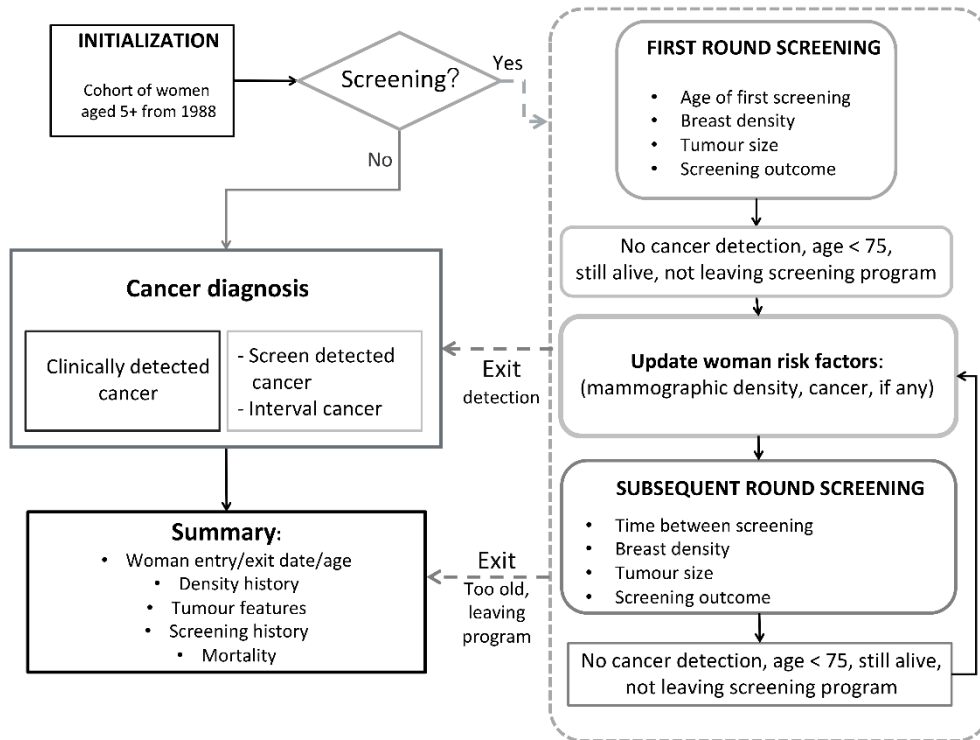 INITIALIZATION
Cohort of women
aged 5+ from 1988
Screening?
Yes
No
FIRST ROUND SCREENING
• Age of first screening
• Breast density
• Tumour size
• Screening outcome
No cancer detection, age < 75,
still alive, not leaving screening program
Update woman risk factors:
(mammographic density, cancer, if any)
SUBSEQUENT ROUND SCREENING
• Time between screening
• Breast density
• Tumour size
• Screening outcome
No cancer detection, age < 75, still alive,
not leaving screening program
Exit
detection
Exit
Too old,
leaving
program
Cancer diagnosis
Clinically detected
cancer
- Screen detected
cancer
- Interval cancer
Summary:
• Woman entry/exit date/age
• Density history
• Tumour features
• Screening history
• Mortality